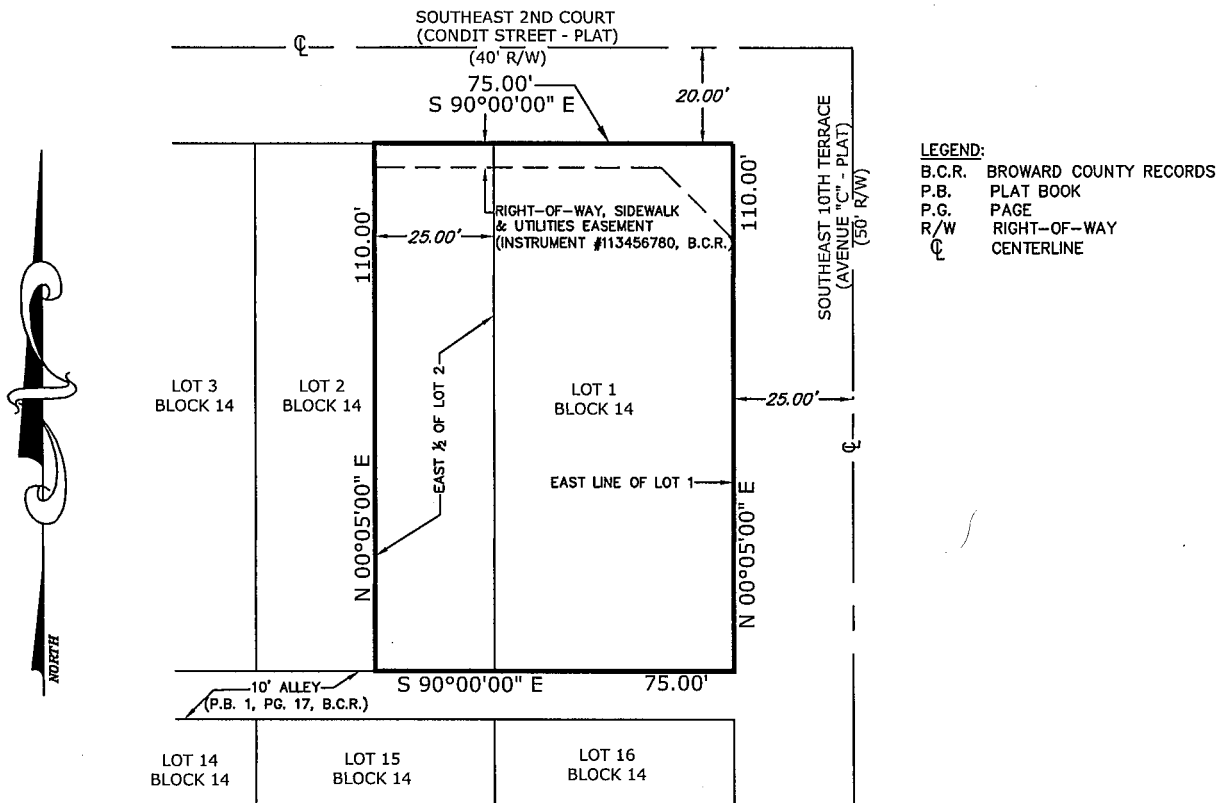 SOUTHEAST 2ND COURT
(CONDIT STREET - PLAT)
(40' R/W)
℄
75.00'
S 90°00'00" E
20.00'
SOUTHEAST 10TH TERRACE
(AVENUE "C" - PLAT)
(50' R/W)
LEGEND:
B.C.R. BROWARD COUNTY RECORDS
P.B. PLAT BOOK
P.G. PAGE
R/W RIGHT-OF-WAY
℄ CENTERLINE
110.00'
110.00'
RIGHT-OF-WAY, SIDEWALK
& UTILITIES EASEMENT
(INSTRUMENT #113456780, B.C.R.)
25.00'
LOT 3
BLOCK 14
LOT 2
BLOCK 14
EAST ½ OF LOT 2
LOT 1
BLOCK 14
25.00'
℄
EAST LINE OF LOT 1
N 00°05'00" E
N 00°05'00" E
NORTH
S 90°00'00" E
75.00'
10' ALLEY
(P.B. 1, PG. 17, B.C.R.)
LOT 14
BLOCK 14
LOT 15
BLOCK 14
LOT 16
BLOCK 14